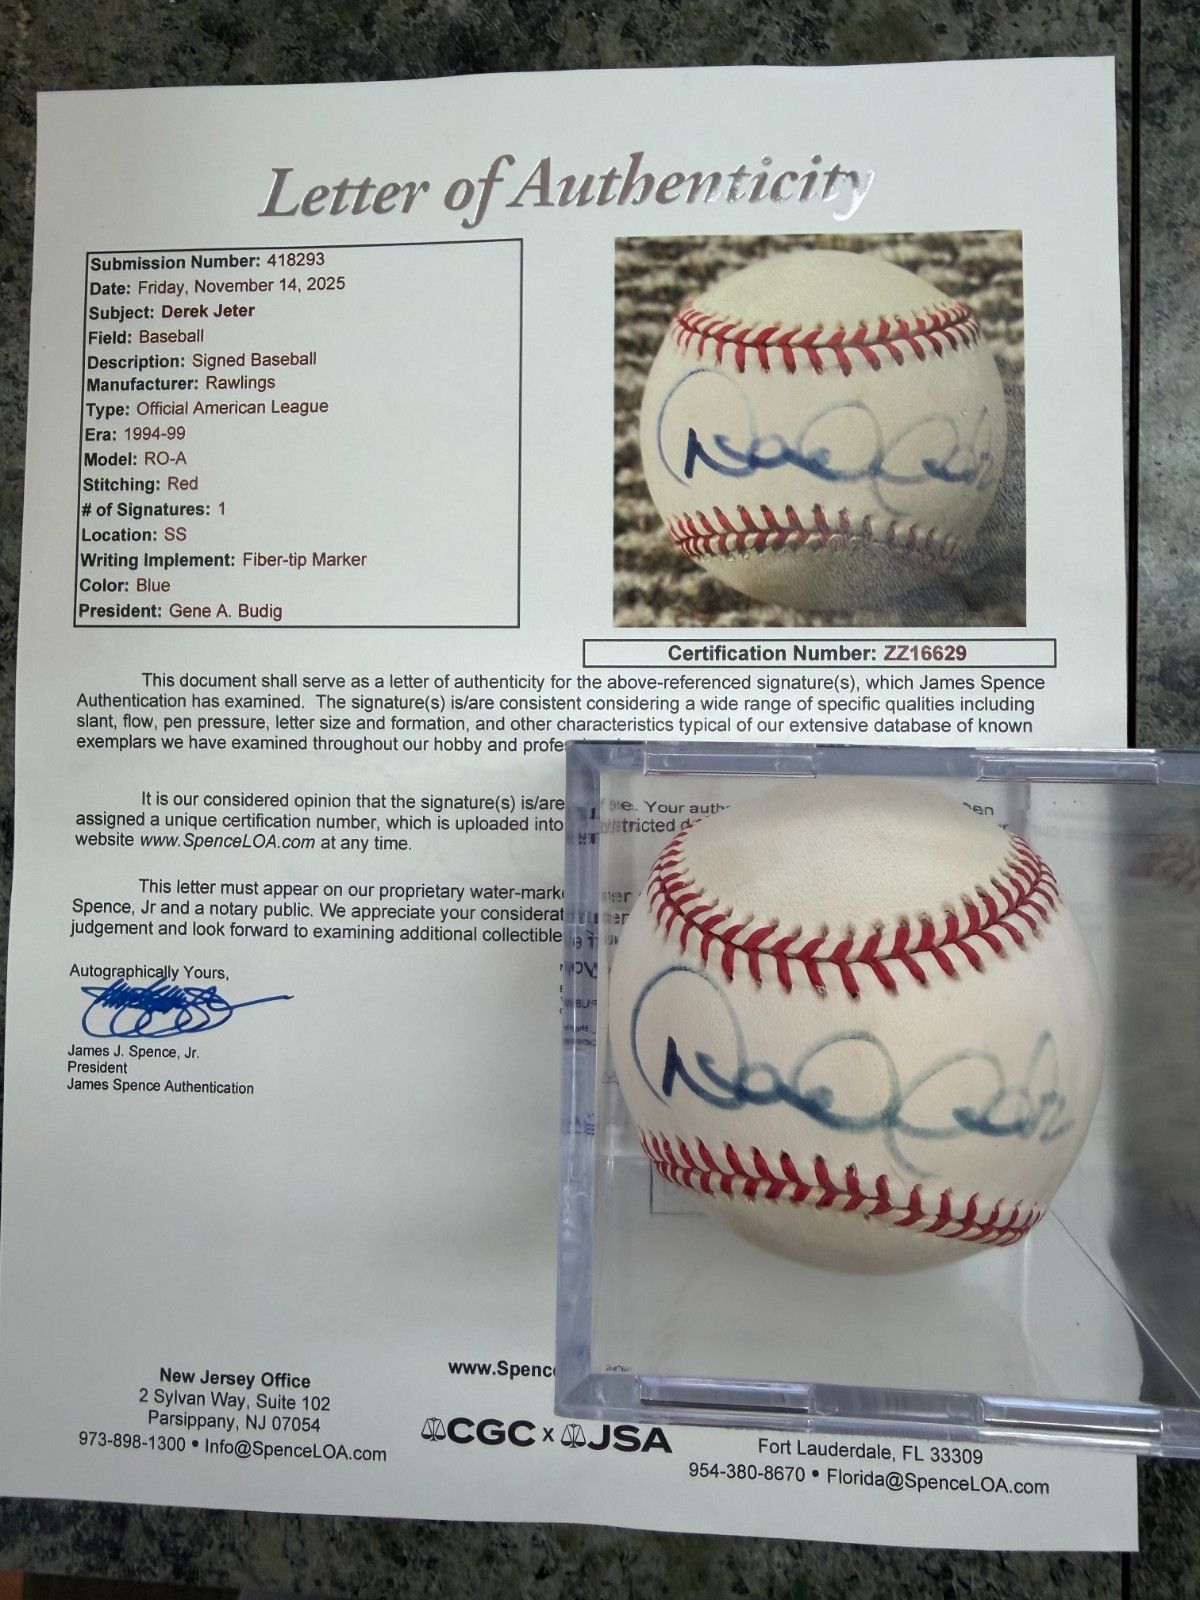 Letter of Authenticity
Submission Number: 418293
Date: Friday, November 14, 2025
Subject: Derek Jeter
Field: Baseball
Description: Signed Baseball
Manufacturer: Rawlings
Type: Official American League
Era: 1994-99
Model: RO-A
Stitching: Red
# of Signatures: 1
Location: SS
Writing Implement: Fiber-tip Marker
Color: Blue
President: Gene A. Budig
Certification Number: ZZ16629
This document shall serve as a letter of authenticity for the above-referenced signature(s), which James Spence
Authentication has examined. The signature(s) is/are consistent considering a wide range of specific qualities including
slant, flow, pen pressure, letter size and formation, and other characteristics typical of our extensive database of known
exemplars we have examined throughout our hobby and profes
It is our considered opinion that the signature(s) is/are
Your auth
assigned a unique certification number, which is uploaded into
tricted d
website www.SpenceLOA.com at any time.
This letter must appear on our proprietary water-mark
Spence, Jr and a notary public. We appreciate your considerat
judgement and look forward to examining additional collectible
Autographically Yours,
James J. Spence, Jr.
President
James Spence Authentication
New Jersey Office
2 Sylvan Way, Suite 102
Parsippany, NJ 07054
973-898-1300 • Info@SpenceLOA.com
www.Spence
CGC x JSA
Fort Lauderdale, FL 33309
954-380-8670 • Florida@SpenceLOA.com